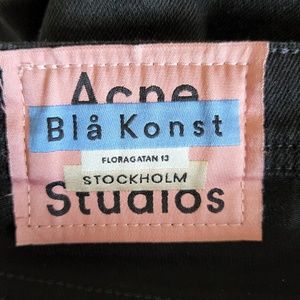 Acne
Blå Konst
FLORAGATAN 13
STOCKHOLM
Studios